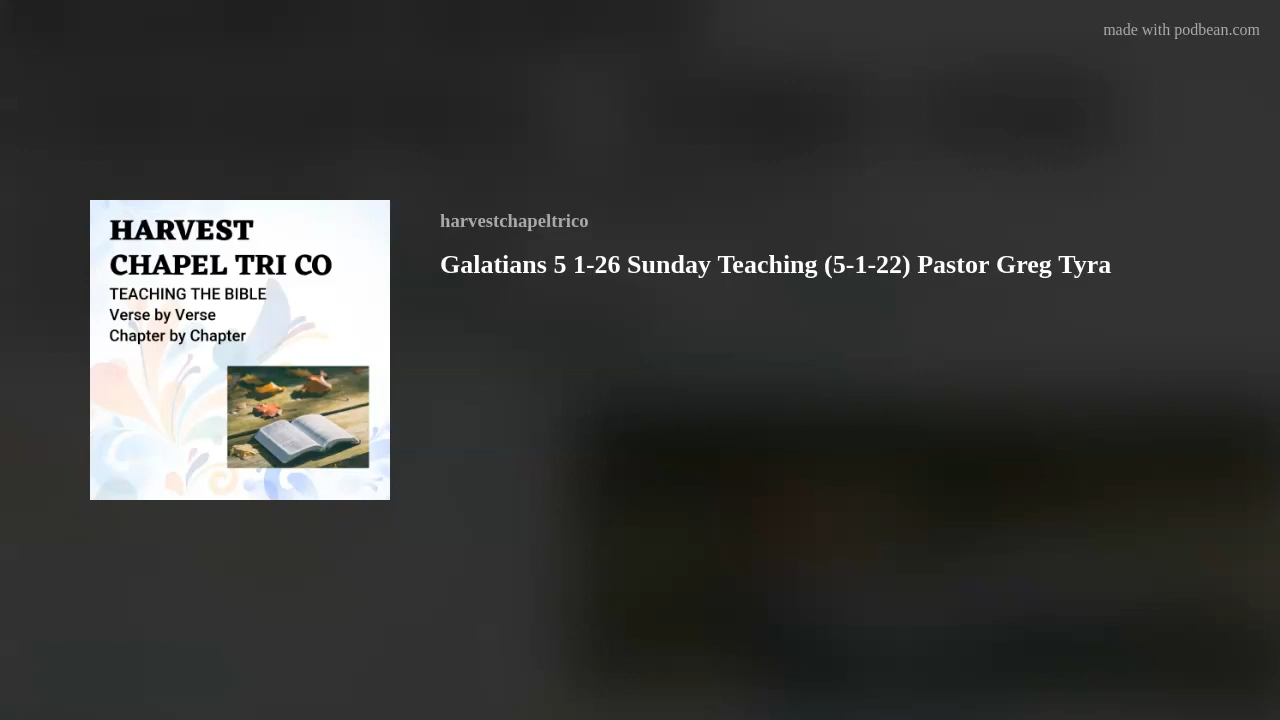 made with podbean.com
HARVEST
CHAPEL TRI CO
TEACHING THE BIBLE
Verse by Verse
Chapter by Chapter
harvestchapeltrico
Galatians 5 1-26 Sunday Teaching (5-1-22) Pastor Greg Tyra